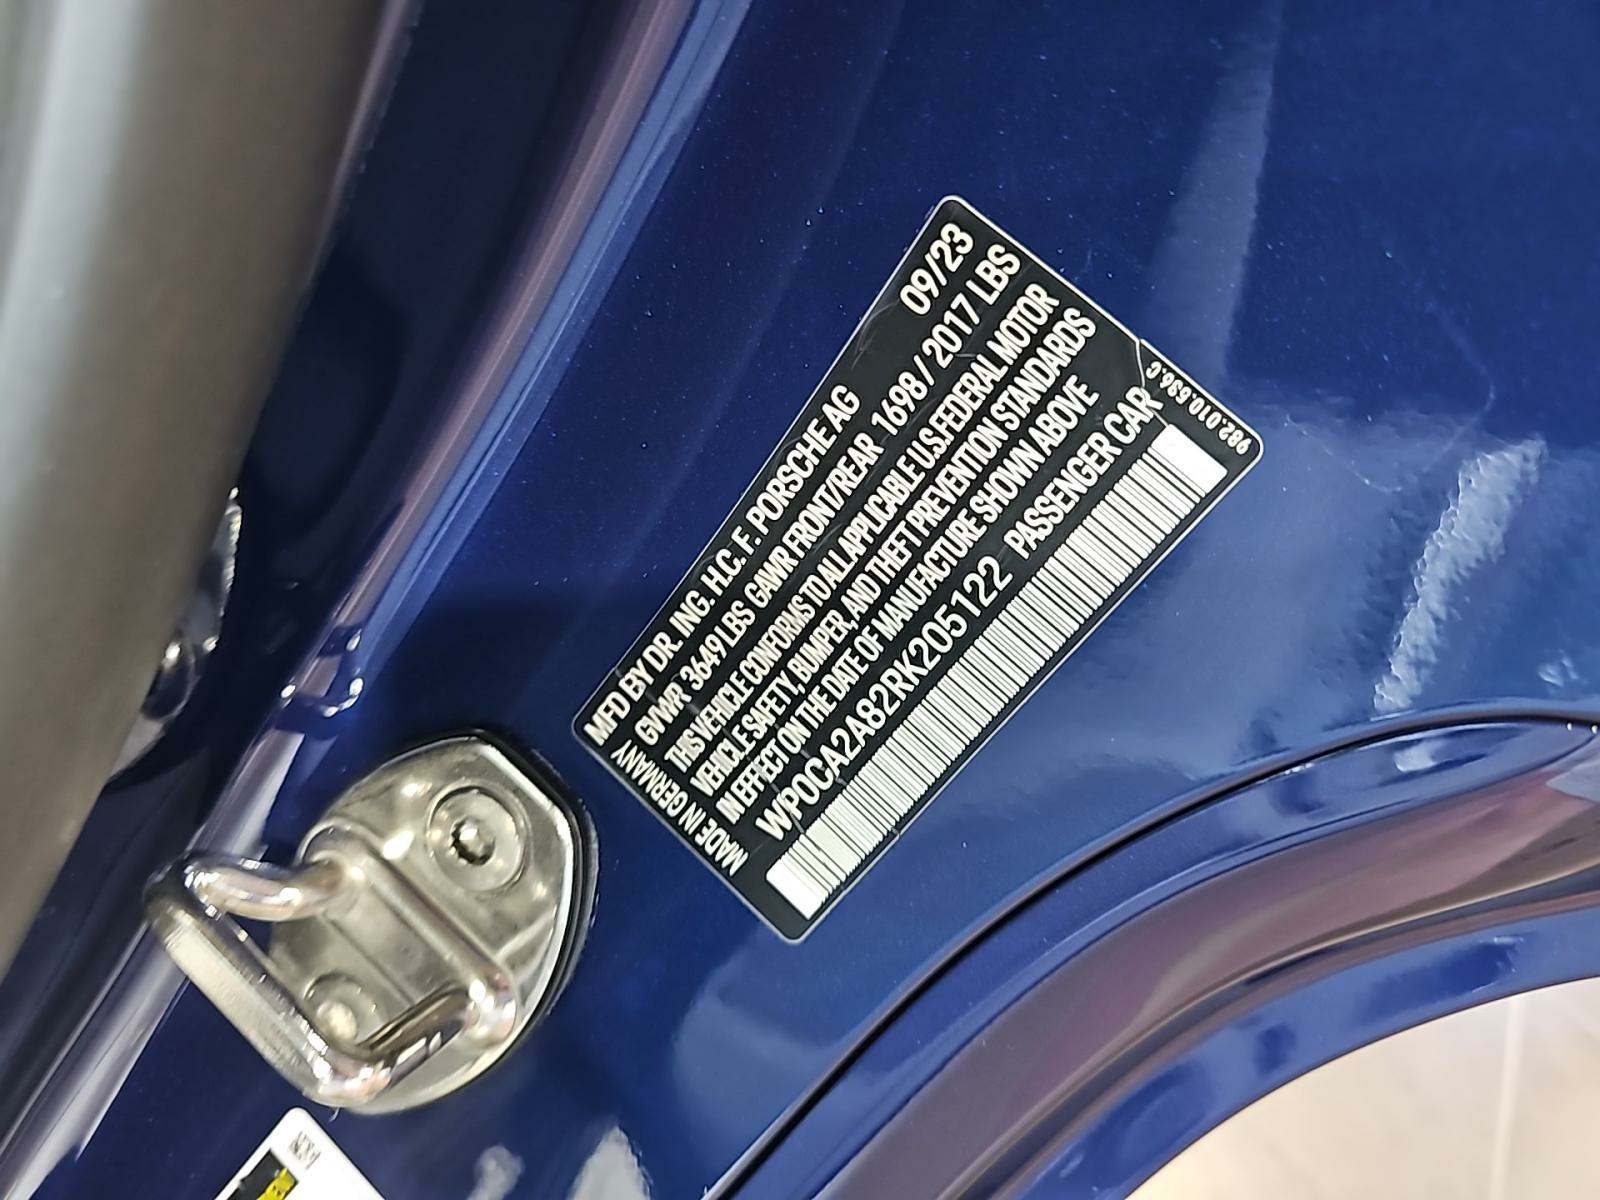 MFD BY DR. ING. H.C. F. PORSCHE AG 09/23
GVWR 3649 LBS GAWR FRONT/REAR 1698 / 2017 LBS
THIS VEHICLE CONFORMS TO ALL APPLICABLE U.S. FEDERAL MOTOR
VEHICLE SAFETY, BUMPER, AND THEFT PREVENTION STANDARDS
IN EFFECT ON THE DATE OF MANUFACTURE SHOWN ABOVE
WP0CA2A82RK205122 PASSENGER CAR
MADE IN GERMANY
982.010.536.C